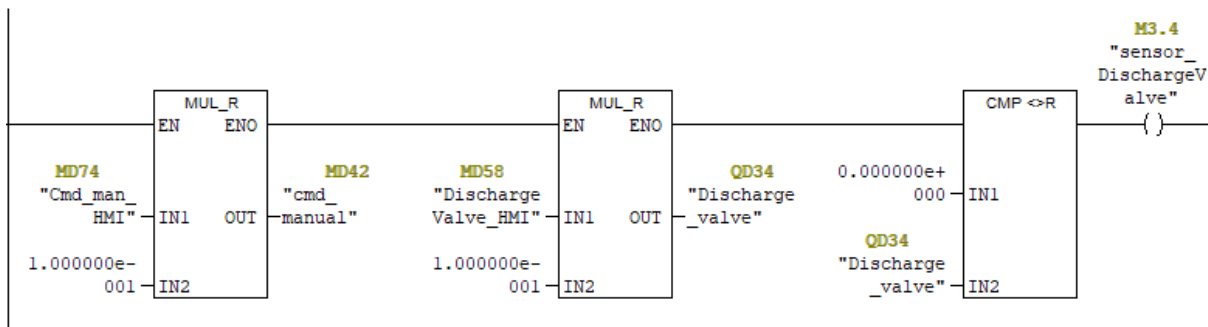 M3.4
"sensor_
DischargeV
alve"
MUL_R
EN ENO
MD74
"Cmd_man_
HMI"
IN1 OUT
MD42
"cmd_
manual"
1.000000e-
001
IN2
MUL_R
EN ENO
MD58
"Discharge
Valve_HMI"
IN1 OUT
QD34
"Discharge
_valve"
1.000000e-
001
IN2
CMP <>R
0.000000e+
000
IN1
QD34
"Discharge
_valve"
IN2
( )